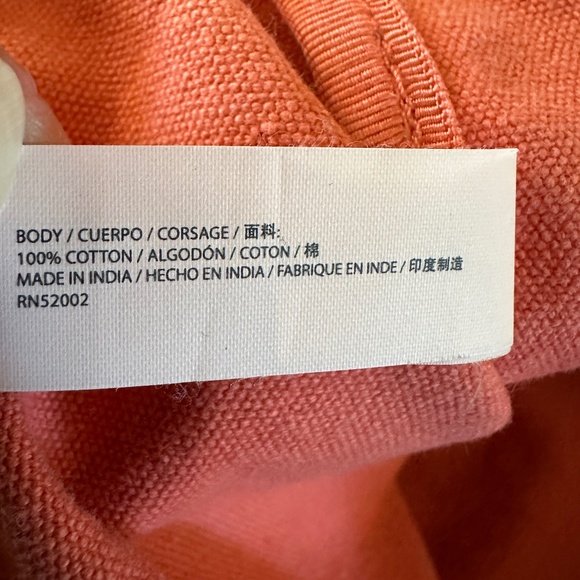 BODY / CUERPO / CORSAGE / 面料:
100% COTTON / ALGODÓN / COTON / 棉
MADE IN INDIA / HECHO EN INDIA / FABRIQUE EN INDE / 印度制造
RN52002